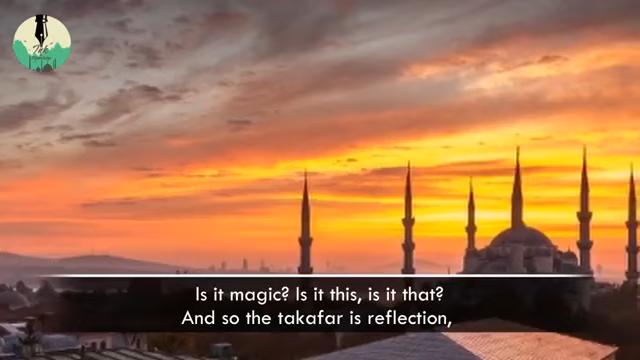 Is it magic? Is it this, is it that?
And so the takafar is reflection,